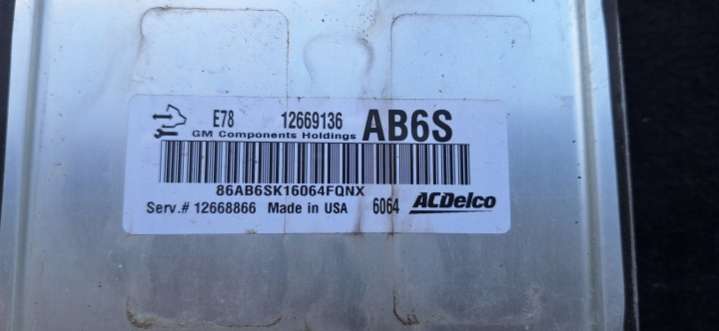 E78 12669136 AB6S
GM Components Holdings
86AB6SK16064FQNX
Serv.# 12668866 Made in USA 6064 ACDelco